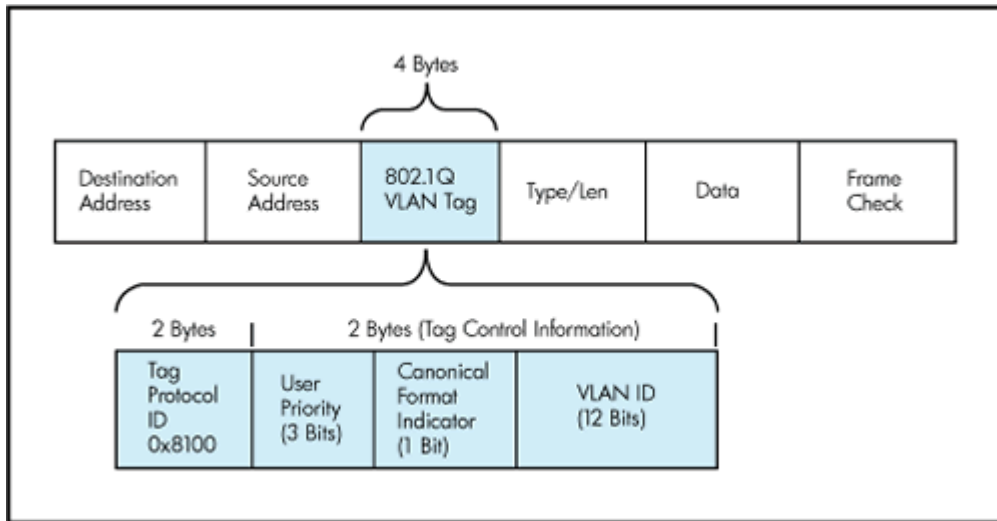 4 Bytes
Destination
Address
Source
Address
802.1Q
VLAN Tag
Type/Len
Data
Frame
Check
2 Bytes
2 Bytes (Tag Control Information)
Tag
Protocol
ID
0x8100
User
Priority
(3 Bits)
Canonical
Format
Indicator
(1 Bit)
VLAN ID
(12 Bits)